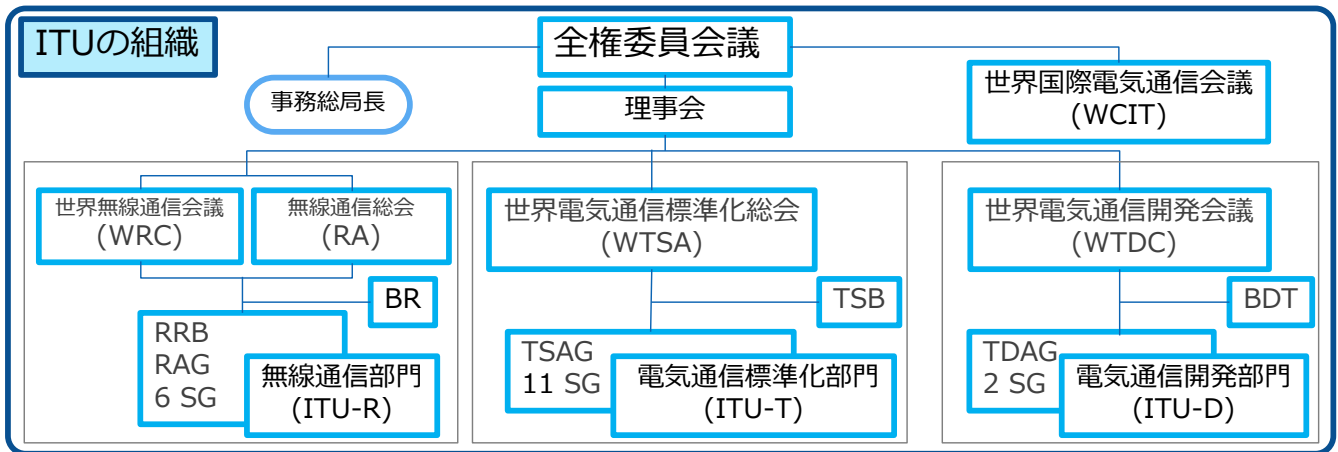 ITUの組織
全権委員会議
事務総局長
理事会
世界国際電気通信会議
(WCIT)
世界無線通信会議
(WRC)
無線通信総会
(RA)
BR
RRB
RAG
6 SG
無線通信部門
(ITU-R)
世界電気通信標準化総会
(WTSA)
TSB
TSAG
11 SG
電気通信標準化部門
(ITU-T)
世界電気通信開発会議
(WTDC)
BDT
TDAG
2 SG
電気通信開発部門
(ITU-D)